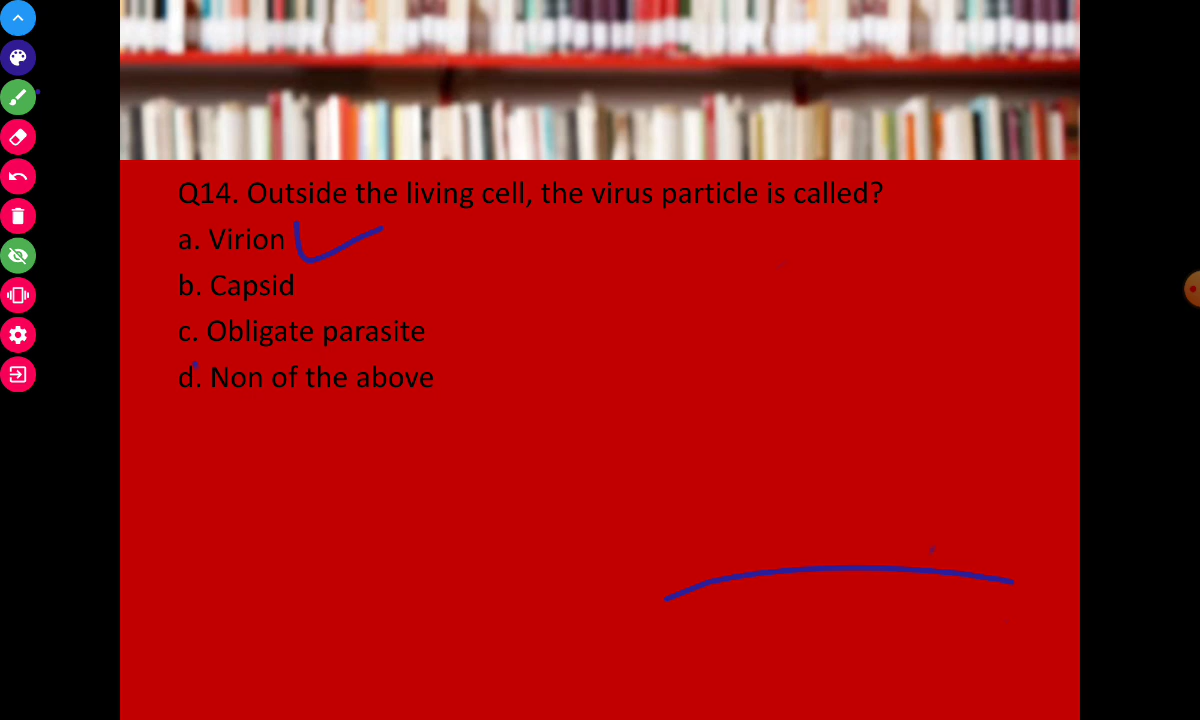 Q14. Outside the living cell, the virus particle is called?
a. Virion
b. Capsid
c. Obligate parasite
d. Non of the above